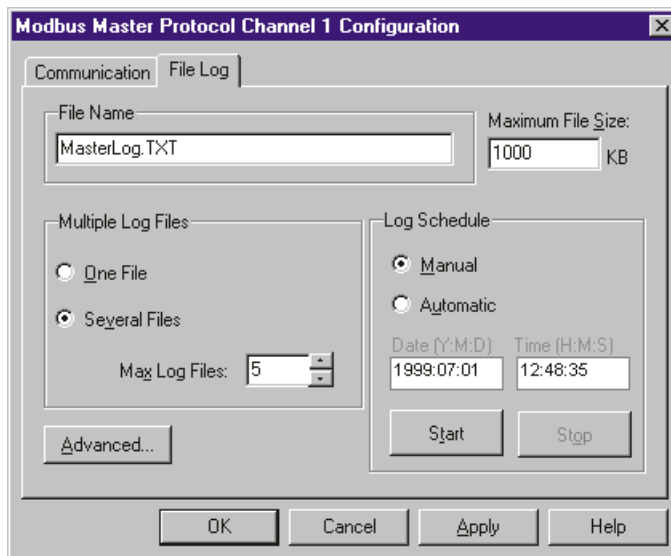 Modbus Master Protocol Channel 1 Configuration
Communication
File Log
File Name
MasterLog.TXT
Maximum File Size:
1000
KB
Multiple Log Files
One File
Several Files
Max Log Files:
5
Advanced...
Log Schedule
Manual
Automatic
Date (Y:M:D)
Time (H:M:S)
1999:07:01
12:48:35
Start
Stop
OK
Cancel
Apply
Help